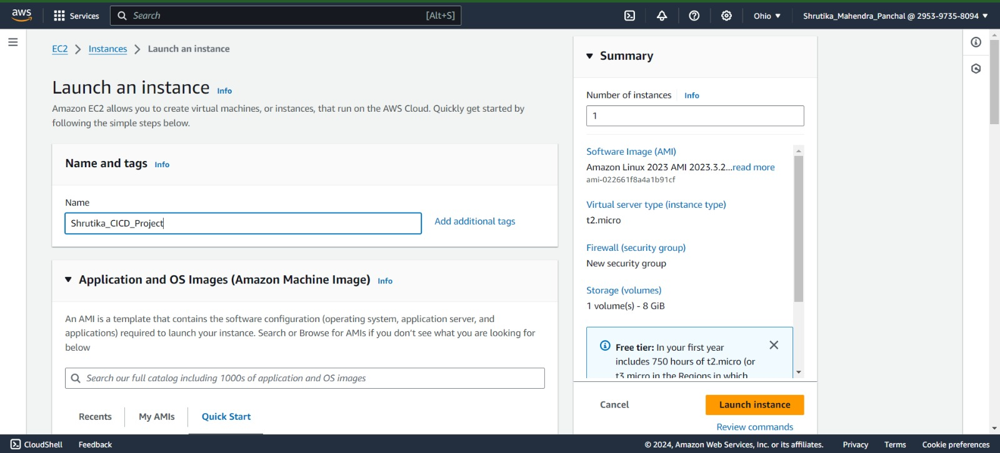 aws
Services
Search
[Alt+S]
Ohio
Shrutika_Mahendra_Panchal @ 2953-9735-8094
EC2
Instances
Launch an instance
Launch an instance Info
Amazon EC2 allows you to create virtual machines, or instances, that run on the AWS Cloud. Quickly get started by
following the simple steps below.
Name and tags Info
Name
Shrutika_CICD_Project
Add additional tags
Application and OS Images (Amazon Machine Image) Info
An AMI is a template that contains the software configuration (operating system, application server, and
applications) required to launch your instance. Search or Browse for AMIs if you don't see what you are looking for
below
Search our full catalog including 1000s of application and OS images
Recents
My AMIs
Quick Start
Summary
Number of instances Info
1
Software Image (AMI)
Amazon Linux 2023 AMI 2023.3.2...read more
ami-022661f8a4a1b91cf
Virtual server type (instance type)
t2.micro
Firewall (security group)
New security group
Storage (volumes)
1 volume(s) - 8 GiB
Free tier: In your first year
includes 750 hours of t2.micro (or
t3.micro in the Regions in which
Cancel
Launch instance
Review commands
CloudShell
Feedback
© 2024, Amazon Web Services, Inc. or its affiliates.
Privacy
Terms
Cookie preferences